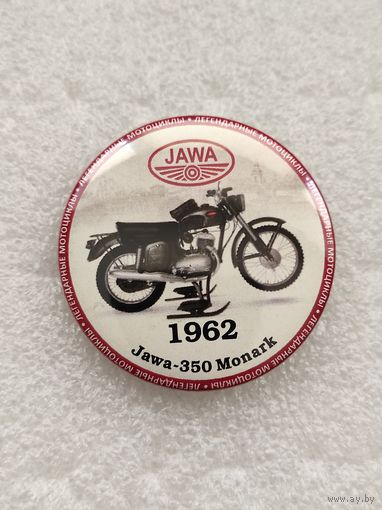 ЛЕГЕНДАРНЫЕ МОТОЦИКЛЫ • ЛЕГЕНДАРНЫЕ МОТОЦИКЛЫ • ЛЕГЕНДАРНЫЕ МОТОЦИКЛЫ • ЛЕГЕНДАРНЫЕ МОТОЦИКЛЫ •
JAWA
1962
Jawa-350 Monark
www.ay.by